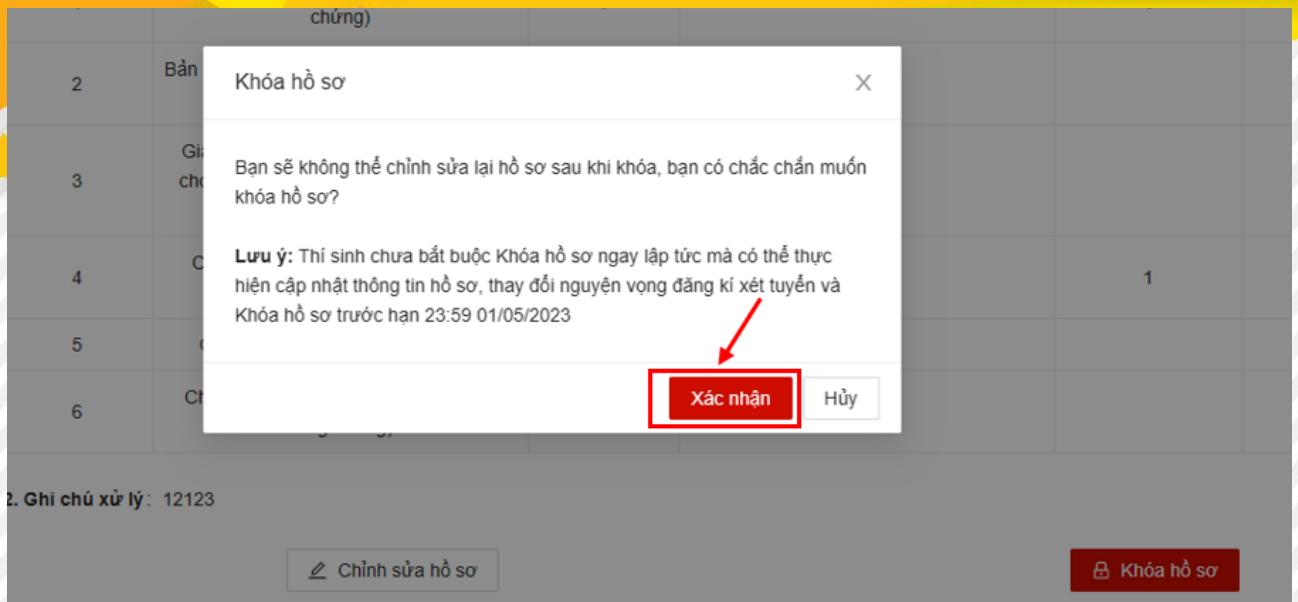 chứng)
2
Bản
Khóa hồ sơ
X
3
cho
Bạn sẽ không thể chỉnh sửa lại hồ sơ sau khi khóa, bạn có chắc chắn muốn
khóa hồ sơ?
Lưu ý: Thí sinh chưa bắt buộc Khóa hồ sơ ngay lập tức mà có thể thực
hiện cập nhật thông tin hồ sơ, thay đổi nguyện vọng đăng kí xét tuyển và
Khóa hồ sơ trước hạn 23:59 01/05/2023
4
1
5
6
Xác nhận
Hủy
2. Ghi chú xử lý: 12123
Chỉnh sửa hồ sơ
Khóa hồ sơ